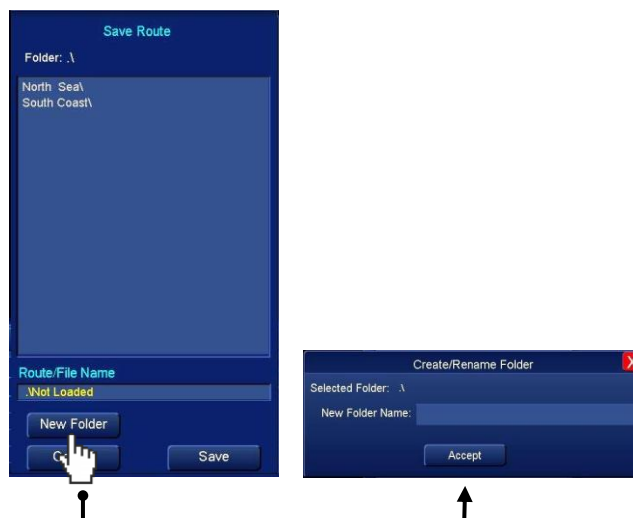 Save Route
Folder: .\
North Sea\
South Coast\
Route/File Name
.\Not Loaded
New Folder
Save
Create/Rename Folder
X
Selected Folder: .\
New Folder Name:
Accept